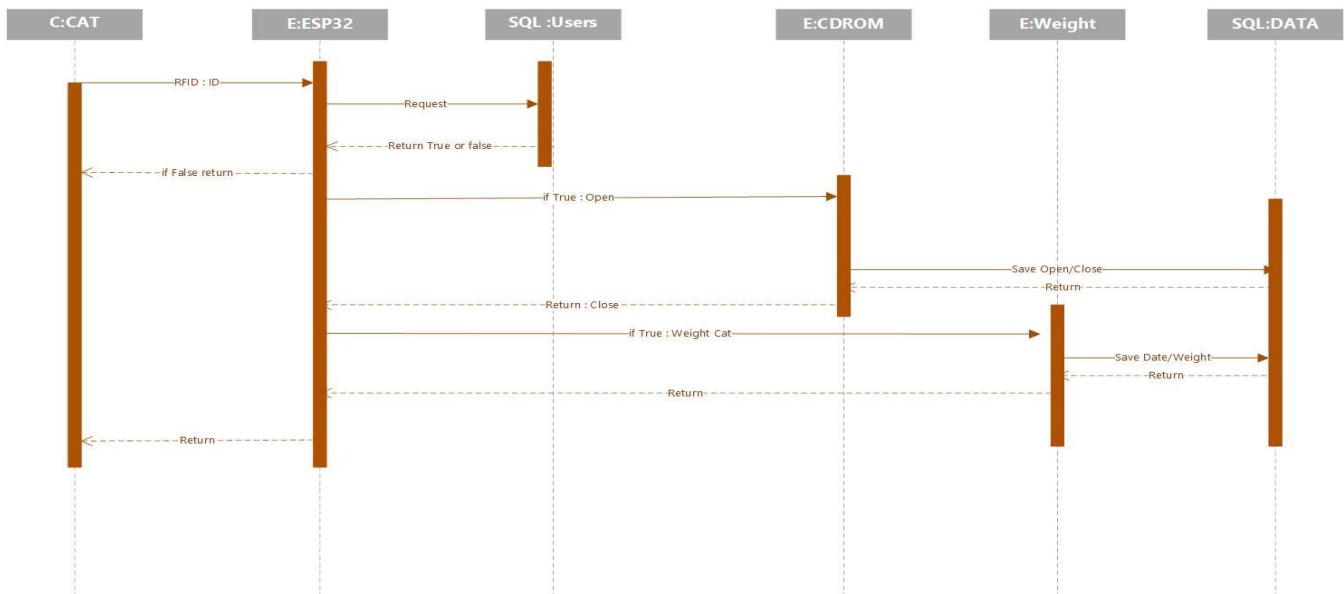 C:CAT
E:ESP32
SQL :Users
E:CDROM
E:Weight
SQL:DATA
RFID : ID
Request
Return True or false
if False return
if True : Open
Save Open/Close
Return
Return : Close
if True : Weight Cat
Save Date/Weight
Return
Return
Return